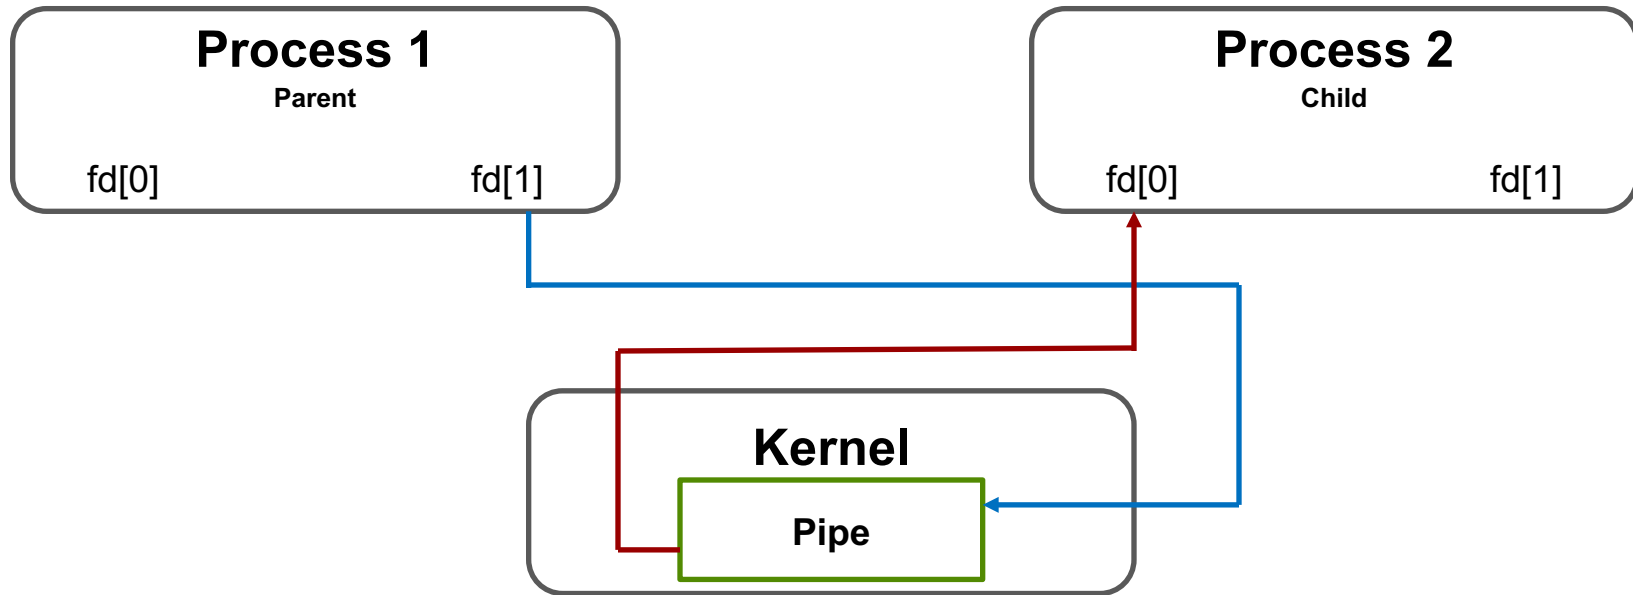 Process 1
Parent
fd[0]
fd[1]
Process 2
Child
fd[0]
fd[1]
Kernel
Pipe